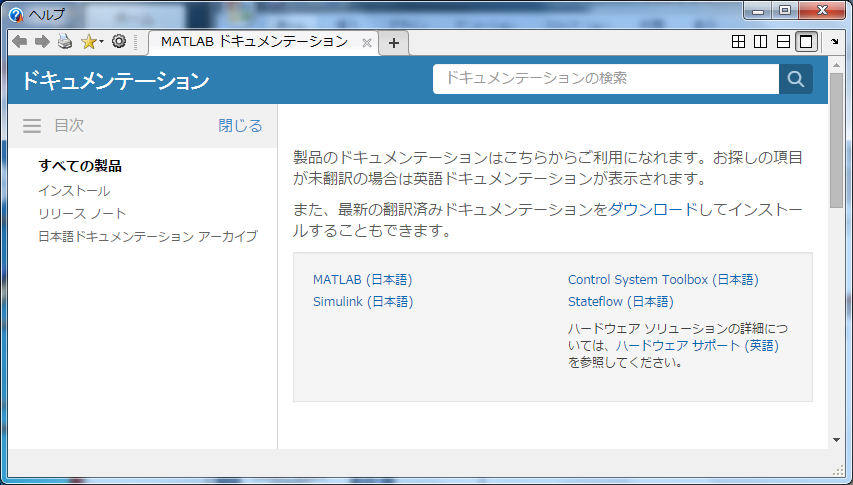 ヘルプ
MATLAB ドキュメンテーション
ドキュメンテーション
ドキュメンテーションの検索
目次
閉じる
すべての製品
インストール
リリース ノート
日本語ドキュメンテーション アーカイブ
製品のドキュメンテーションはこちらからご利用になれます。お探しの項目
が未翻訳の場合は英語ドキュメンテーションが表示されます。
また、最新の翻訳済みドキュメンテーションをダウンロードしてインストー
ルすることもできます。
MATLAB (日本語)
Simulink (日本語)
Control System Toolbox (日本語)
Stateflow (日本語)
ハードウェア ソリューションの詳細につ
いては、ハードウェア サポート (英語)
を参照してください。